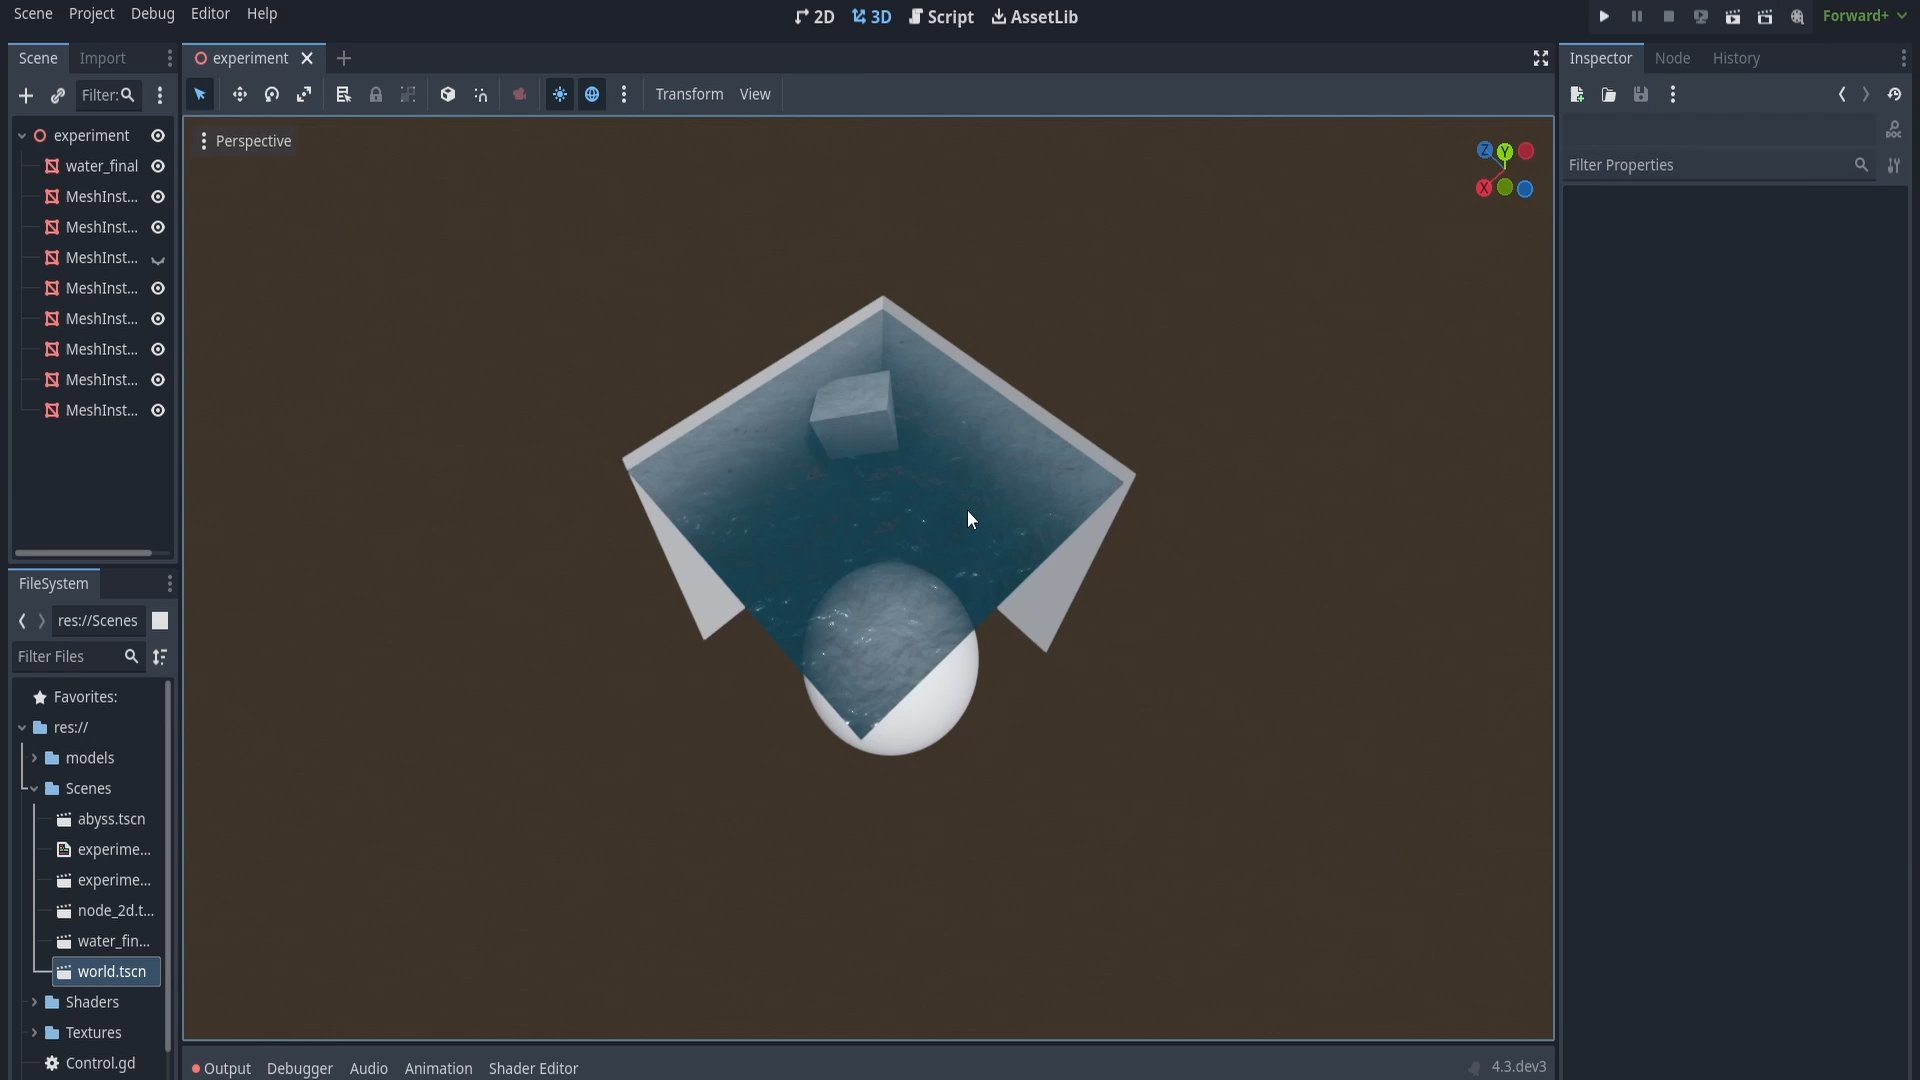 Scene Project Debug Editor Help
2D 3D Script AssetLib
Forward+
Scene Import
experiment
Inspector Node History
Filter:
Transform View
experiment
water_final
MeshInst...
MeshInst...
MeshInst...
MeshInst...
MeshInst...
MeshInst...
MeshInst...
MeshInst...
Perspective
Z Y
X
DOC
Filter Properties
FileSystem
res://Scenes
Filter Files
Favorites:
res://
models
Scenes
abyss.tscn
experime...
experime...
node_2d.t...
water_fin...
world.tscn
Shaders
Textures
Control.gd
Output Debugger Audio Animation Shader Editor
4.3.dev3